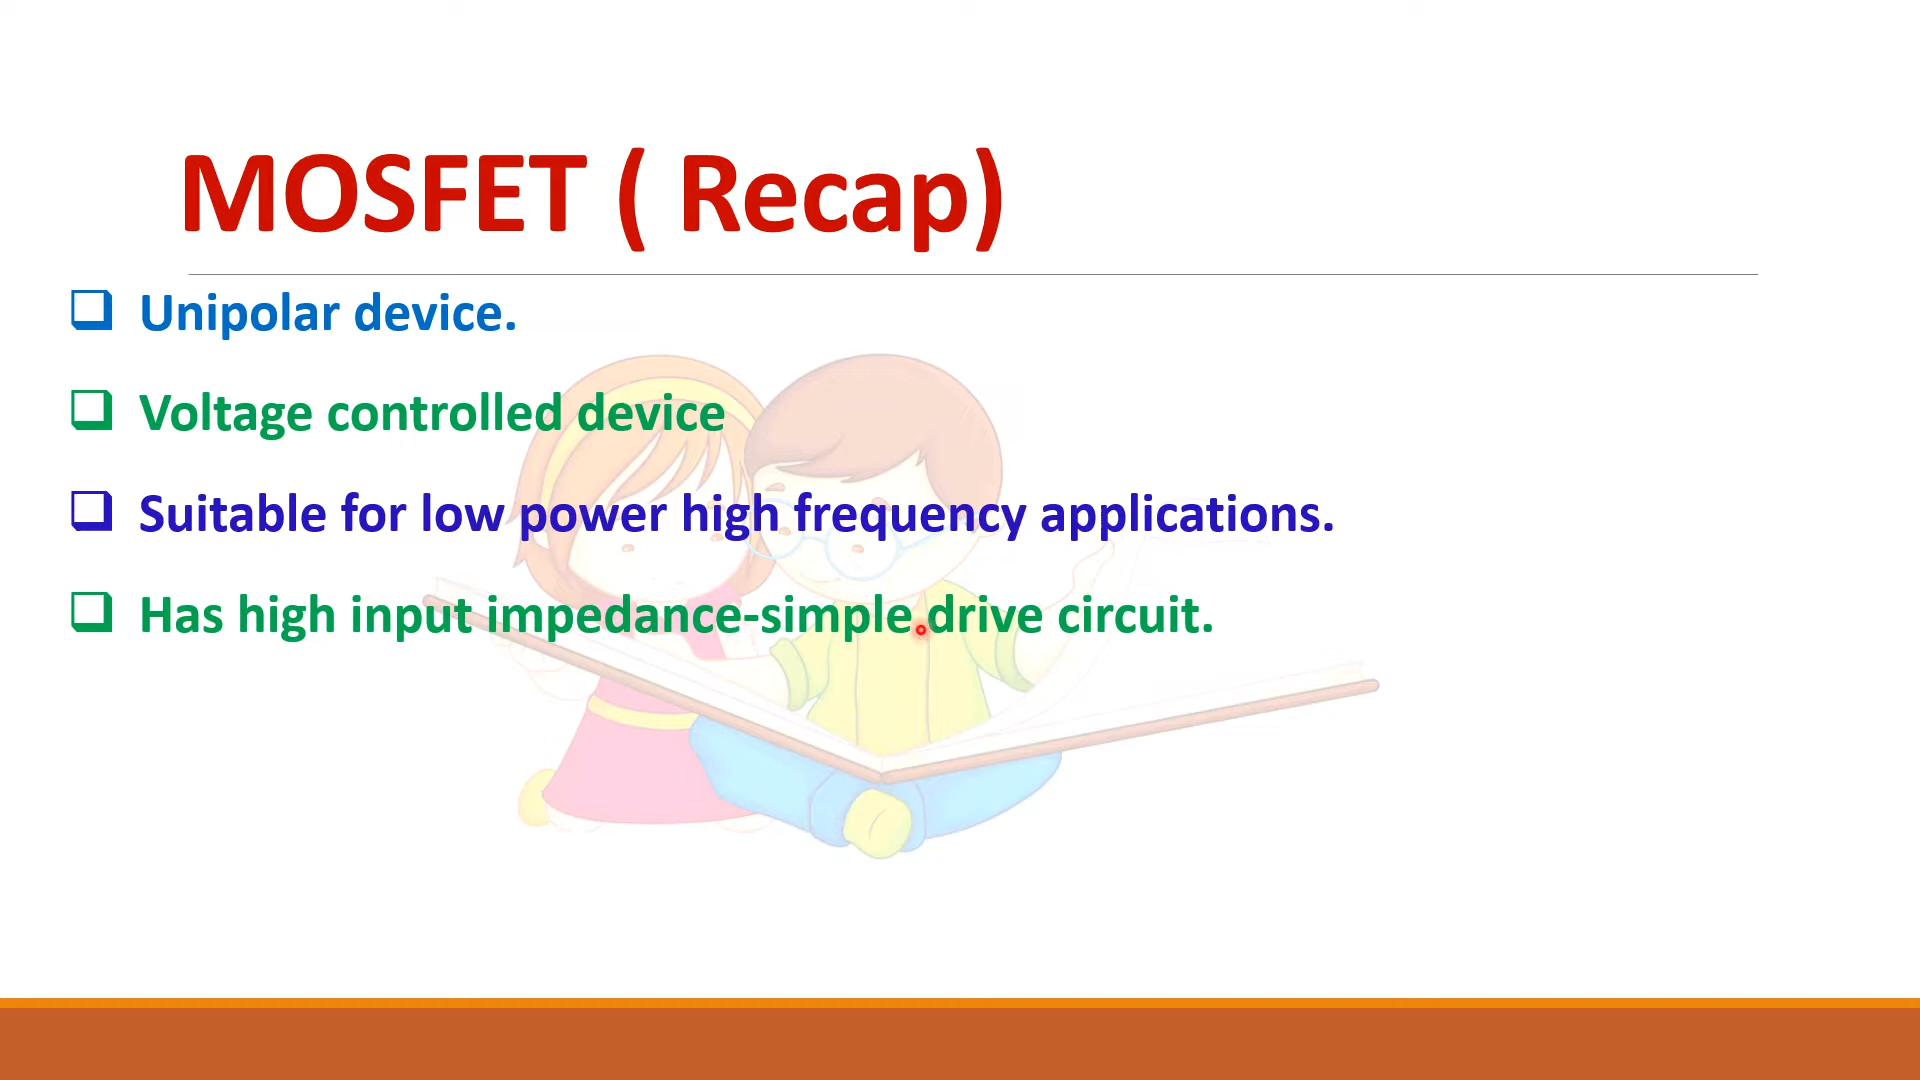 MOSFET ( Recap)
Unipolar device.
Voltage controlled device
Suitable for low power high frequency applications.
Has high input impedance-simple drive circuit.